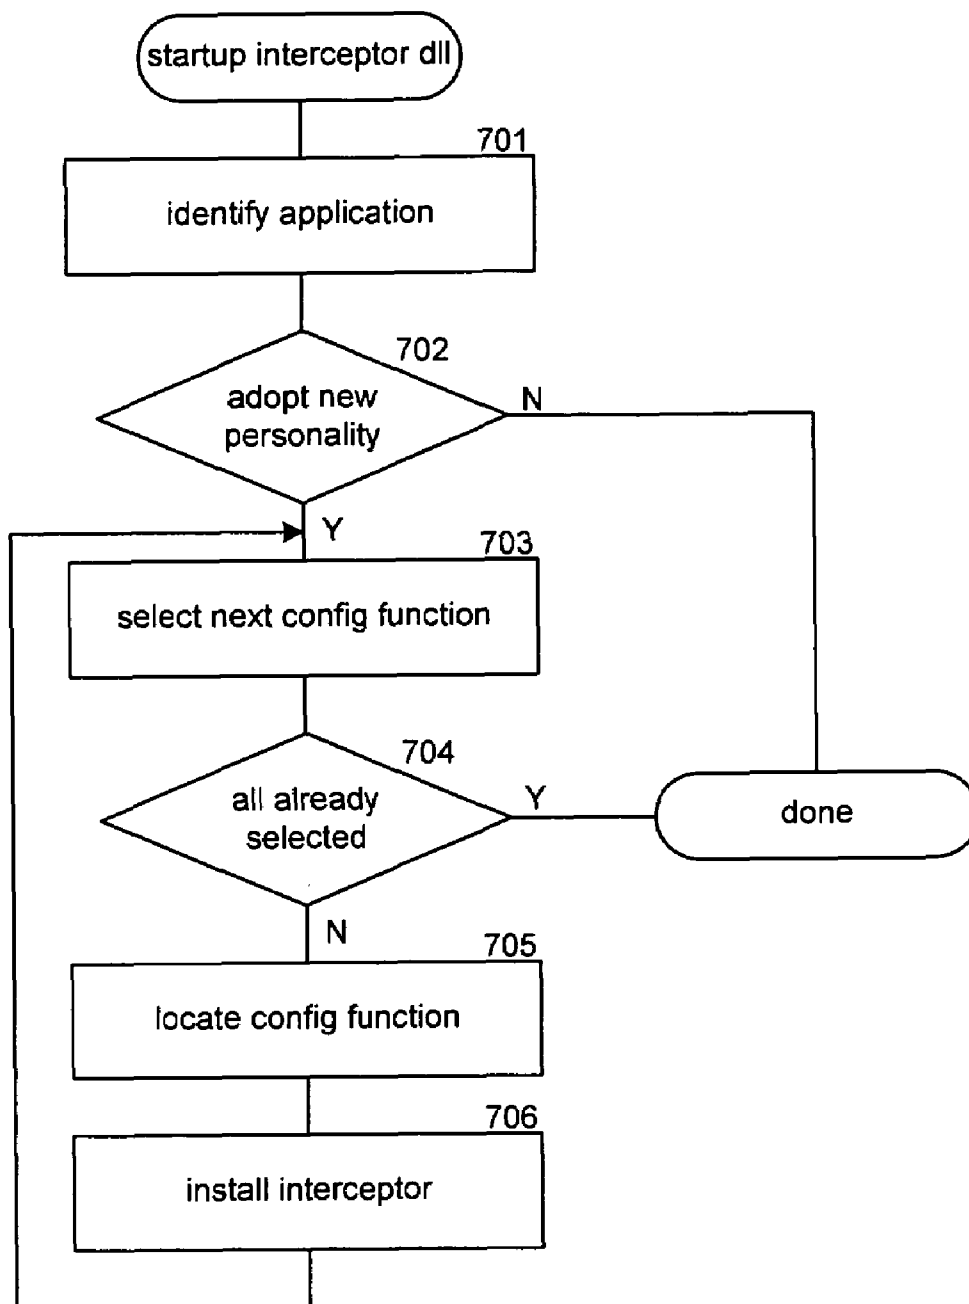 startup interceptor dll
701
identify application
702
adopt new
personality
N
Y
703
select next config function
704
all already
selected
Y
done
N
705
locate config function
706
install interceptor